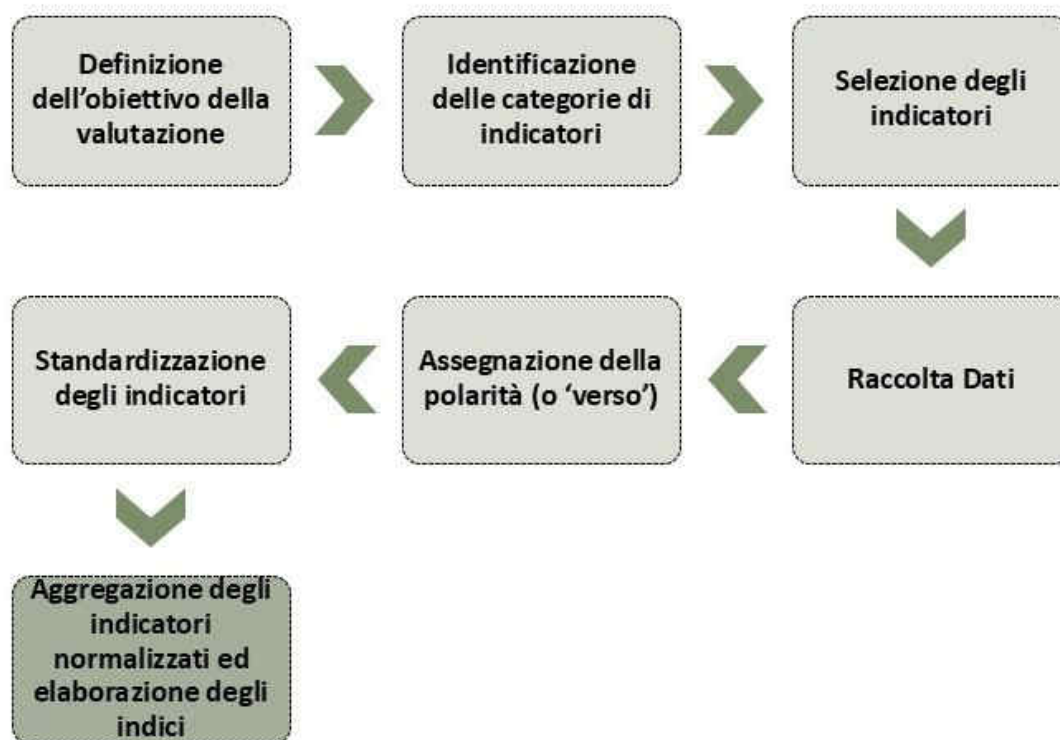 Definizione
dell’obiettivo della
valutazione
Identificazione
delle categorie di
indicatori
Selezione degli
indicatori
Raccolta Dati
Assegnazione della
polarità (o ‘verso’)
Standardizzazione
degli indicatori
Aggregazione degli
indicatori
normalizzati ed
elaborazione degli
indici